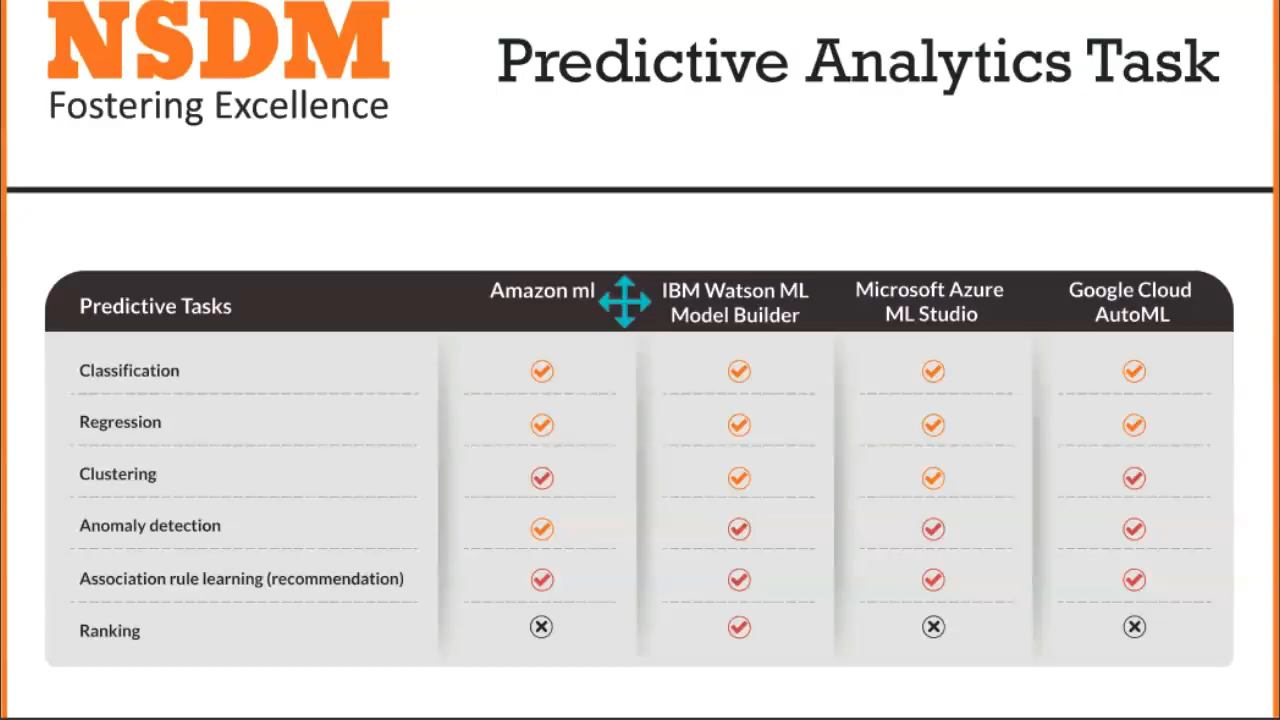 NSDM
Fostering Excellence
Predictive Analytics Task
Predictive Tasks
Amazon ml
IBM Watson ML
Model Builder
Microsoft Azure
ML Studio
Google Cloud
AutoML
Classification
Regression
Clustering
Anomaly detection
Association rule learning (recommendation)
Ranking